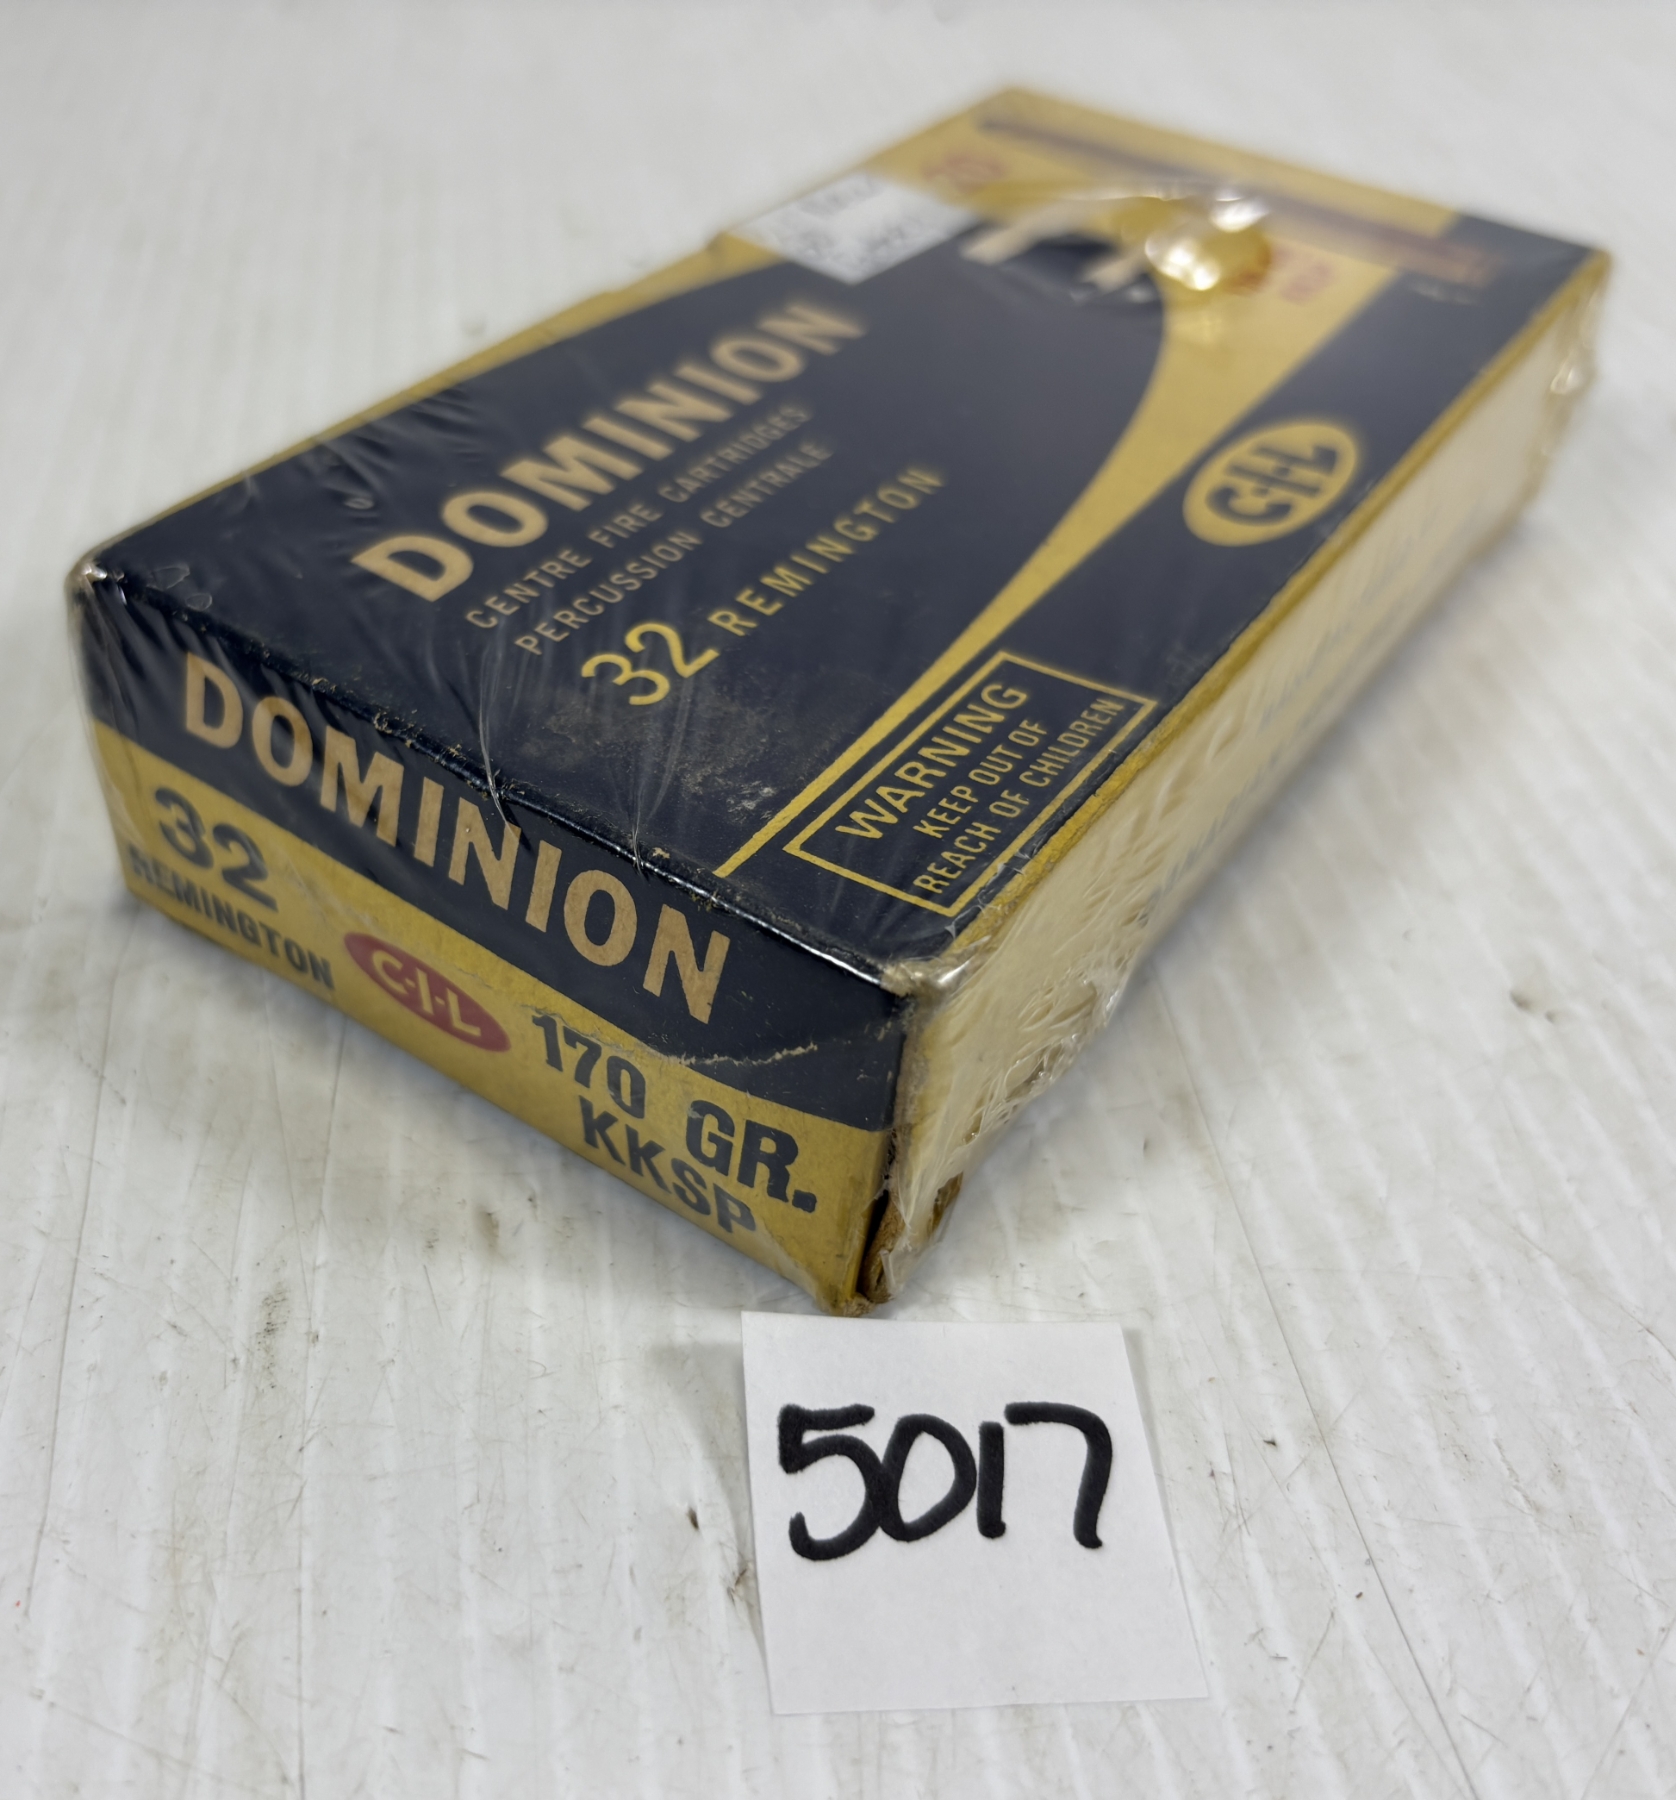 20
DOMINION
CENTRE FIRE CARTRIDGES
PERCUSSION CENTRALE
32 REMINGTON
C-I-L
WARNING
KEEP OUT OF
REACH OF CHILDREN
DOMINION
32
REMINGTON
C-I-L
170 GR.
KKSP
5017